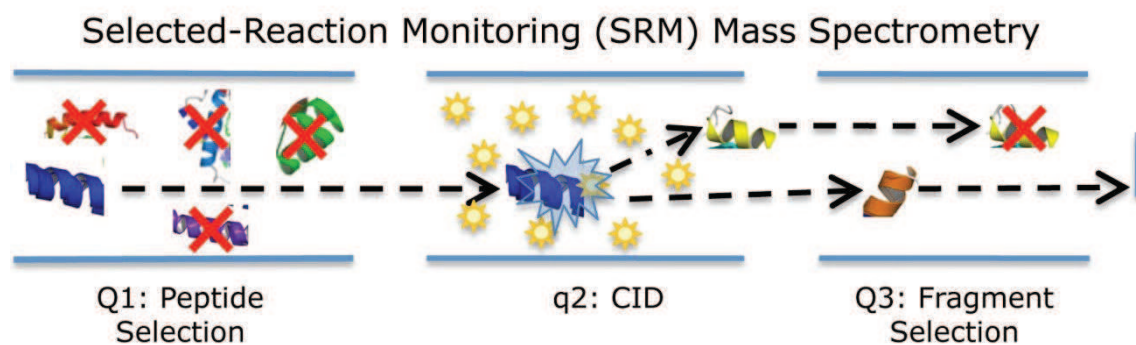 Selected-Reaction Monitoring (SRM) Mass Spectrometry
Q1: Peptide
Selection
q2: CID
Q3: Fragment
Selection